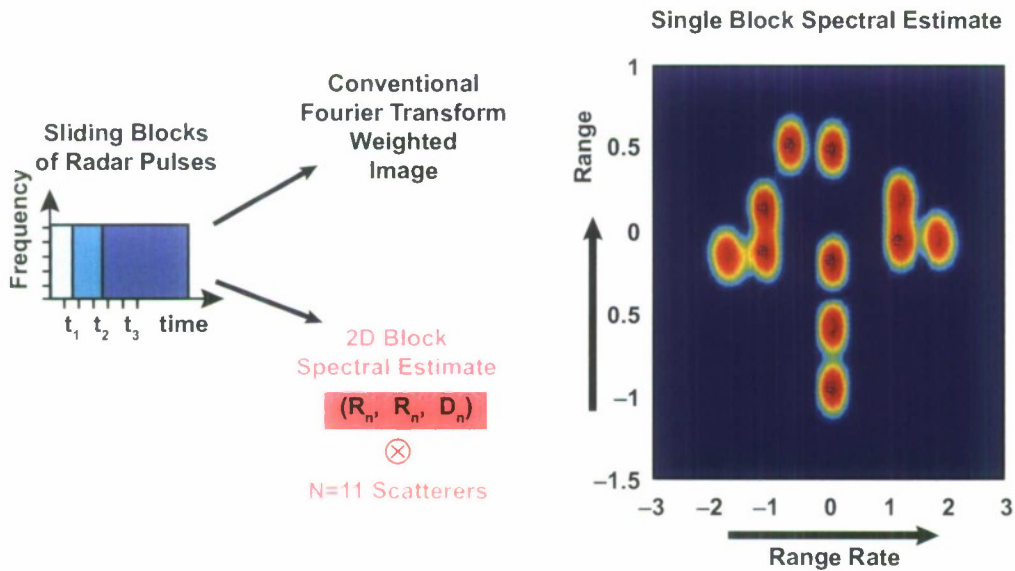 Single Block Spectral Estimate
Conventional
Fourier Transform
Weighted
Image
Sliding Blocks
of Radar Pulses
Frequency
t1 t2 t3 time
2D Block
Spectral Estimate
(Rn, Rn, Dn)
⊗
N=11 Scatterers
Range
1
0.5
0
0.5
–1
–1.5
–3 –2 –1 0 1 2 3
Range Rate